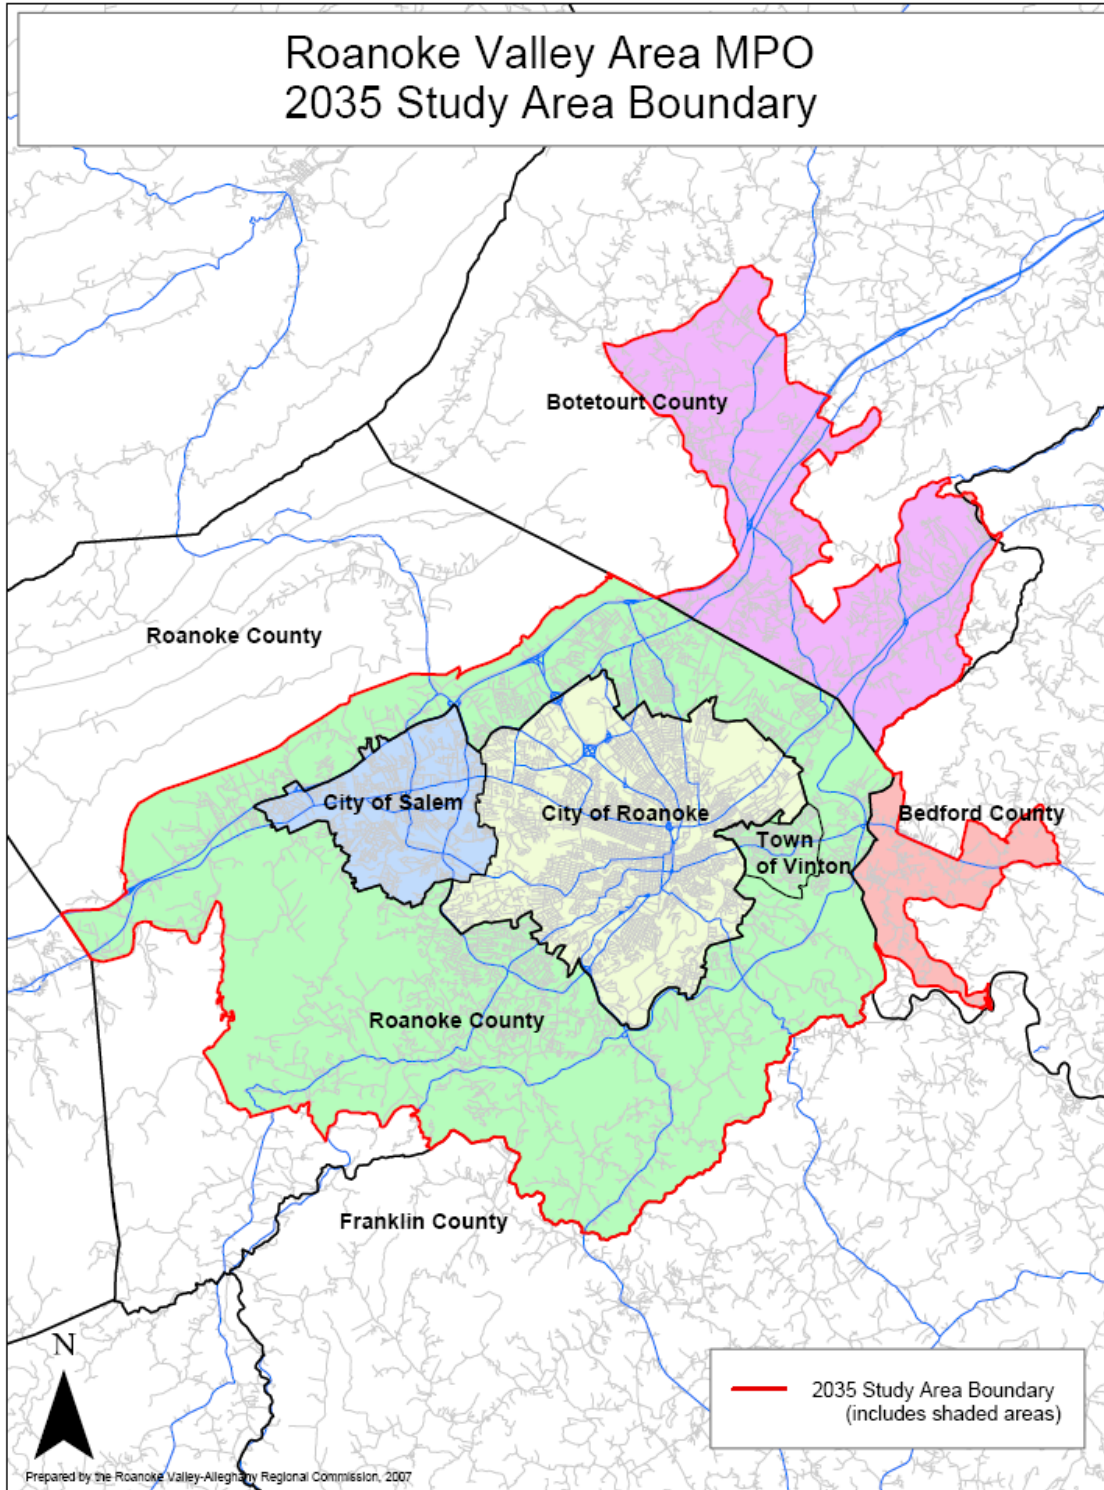 Roanoke Valley Area MPO
2035 Study Area Boundary
Botetourt County
Roanoke County
City of Salem
City of Roanoke
Bedford County
Town
of Vinton
Roanoke County
Franklin County
N
2035 Study Area Boundary
(includes shaded areas)
Prepared by the Roanoke Valley-Alleghany Regional Commission, 2007